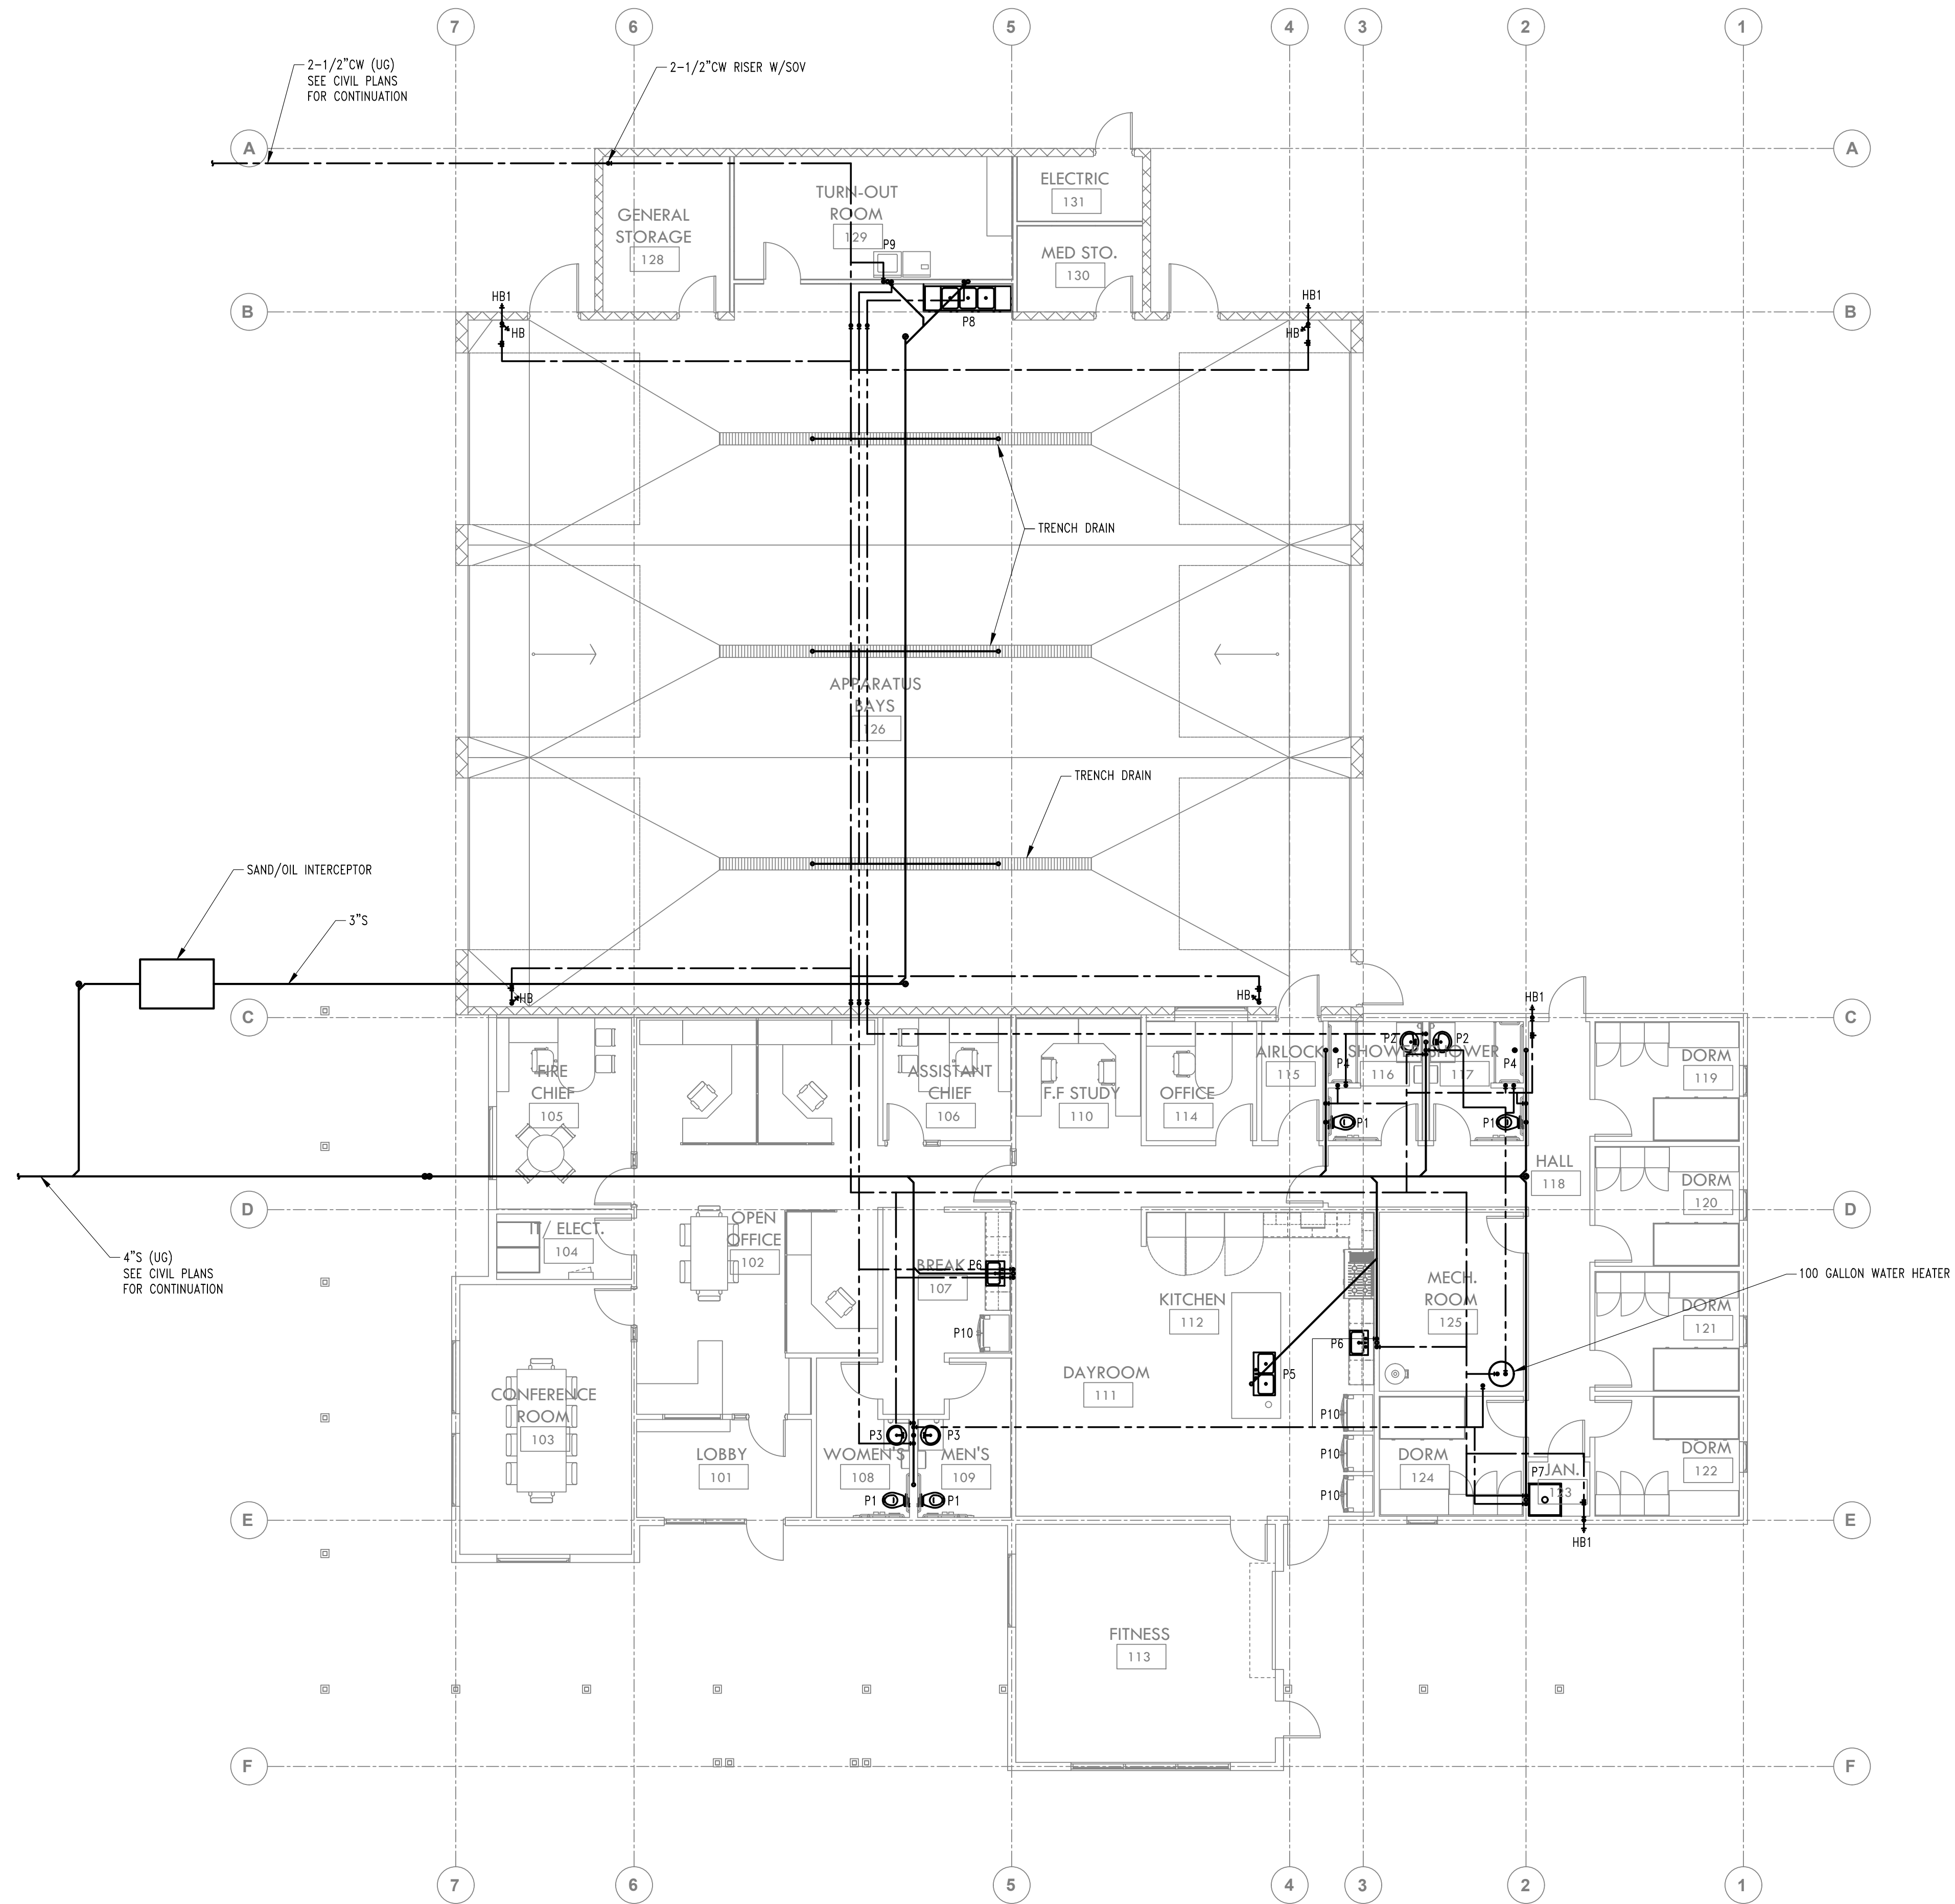 7
6
5
4
3
2
1
2-1/2"CW (UG)
SEE CIVIL PLANS
FOR CONTINUATION
2-1/2"CW RISER W/SOV
A
A
TURN-OUT
ROOM
129
ELECTRIC
131
GENERAL
STORAGE
128
P9
MED STO.
130
HB1
HB1
B
B
HB
P8
HB
TRENCH DRAIN
APPARATUS
BAYS
126
TRENCH DRAIN
SAND/OIL INTERCEPTOR
3"S
HB
HB
HB1
C
C
FIRE
CHIEF
105
ASSISTANT
CHIEF
106
F.F STUDY
110
OFFICE
114
AIRLOCK
115
SHOWER
116
SHOWER
117
P2
P2
P4
P4
P1
P1
DORM
119
HALL
118
DORM
120
D
D
IT/ ELECT.
104
OPEN
OFFICE
102
BREAK
107
P6
4"S (UG)
SEE CIVIL PLANS
FOR CONTINUATION
KITCHEN
112
MECH.
ROOM
125
100 GALLON WATER HEATER
DORM
121
P10
P6
P5
DAYROOM
111
CONFERENCE
ROOM
103
P10
P3
P3
LOBBY
101
WOMEN'S
108
MEN'S
109
P10
DORM
124
DORM
122
P7
JAN.
123
P1
P1
P10
E
E
HB1
FITNESS
113
F
F
7
6
5
4
3
2
1